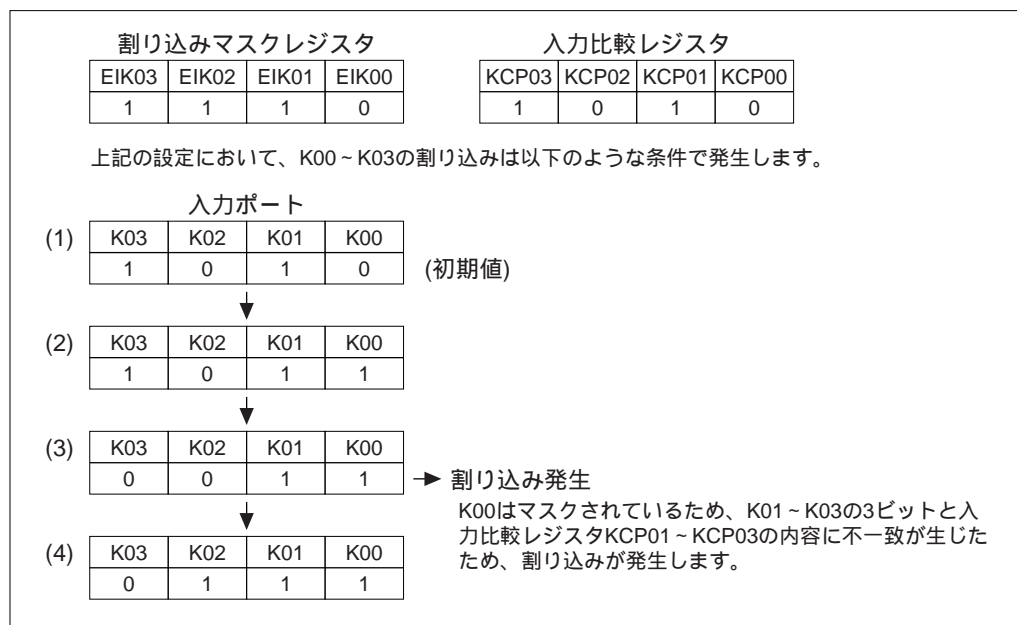 割り込みマスクレジスタ
EIK03 EIK02 EIK01 EIK00
1 1 1 0
入力比較レジスタ
KCP03 KCP02 KCP01 KCP00
1 0 1 0
上記の設定において、K00～K03の割り込みは以下のような条件で発生します。
入力ポート
(1) K03 K02 K01 K00
1 0 1 0 (初期値)
(2) K03 K02 K01 K00
1 0 1 1
(3) K03 K02 K01 K00
0 0 1 1
割り込み発生
K00はマスクされているため、K01～K03の3ビットと入
力比較レジスタKCP01～KCP03の内容に不一致が生じた
ため、割り込みが発生します。
(4) K03 K02 K01 K00
0 1 1 1